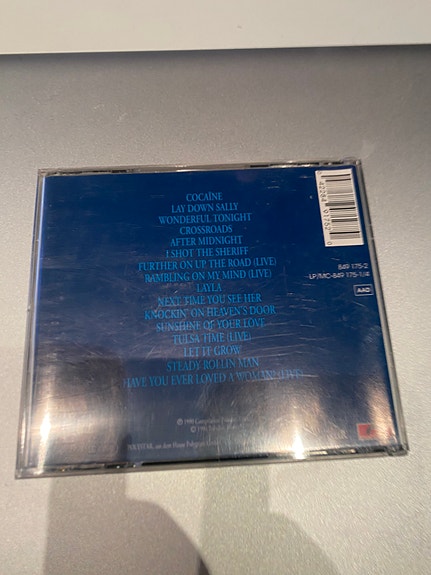 COCAÏNE
LAY DOWN SALLY
WONDERFUL TONIGHT
CROSSROADS
AFTER MIDNIGHT
I SHOT THE SHERIFF
FURTHER ON UP THE ROAD (LIVE)
RAMBLING ON MY MIND (LIVE)
LAYLA
NEXT TIME YOU SEE HER
KNOCKIN' ON HEAVEN'S DOOR
SUNSHINE OF YOUR LOVE
TULSA TIME (LIVE)
LET IT GROW
STEADY ROLLIN' MAN
HAVE YOU EVER LOVED A WOMAN? (LIVE)
849 175-2
LP/MC-849 175-1/4
AAD